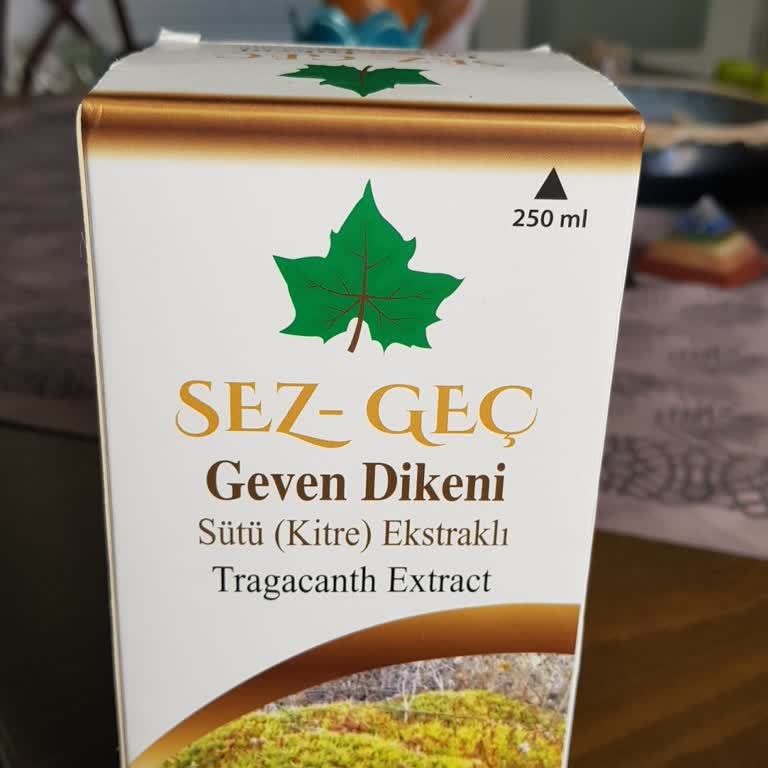 250 ml
SEZ- GEÇ
Geven Dikeni
Sütü (Kitre) Ekstraklı
Tragacanth Extract